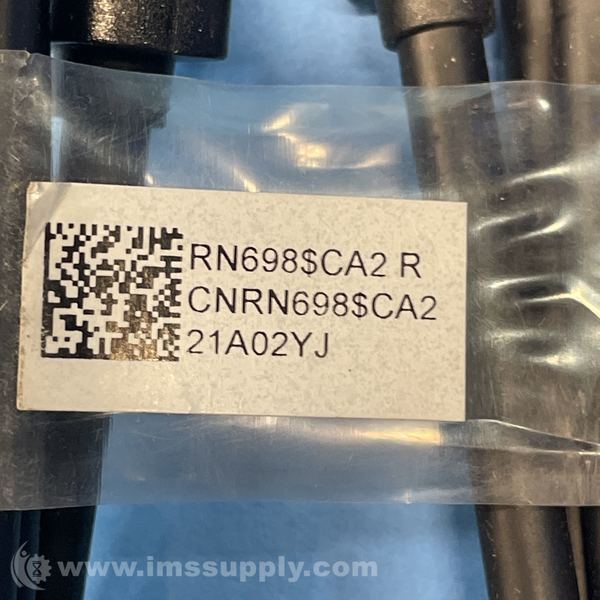 RN698$CA2 R
CNRN698$CA2
21A02YJ
www.imssupply.com